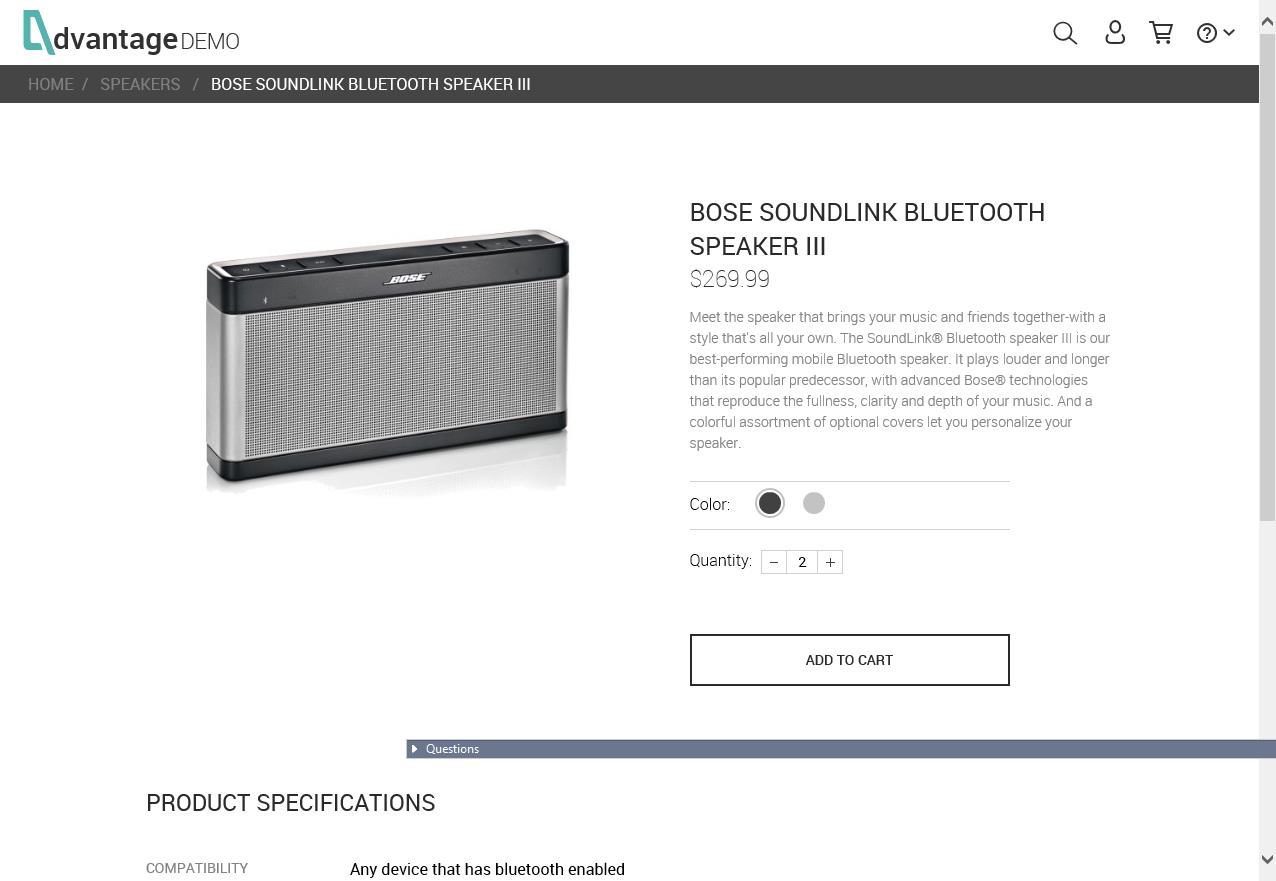 dvantage DEMO
HOME / SPEAKERS / BOSE SOUNDLINK BLUETOOTH SPEAKER III
BOSE
BOSE SOUNDLINK BLUETOOTH
SPEAKER III
$269.99
Meet the speaker that brings your music and friends together-with a
style that's all your own. The SoundLink® Bluetooth speaker III is our
best-performing mobile Bluetooth speaker. It plays louder and longer
than its popular predecessor, with advanced Bose® technologies
that reproduce the fullness, clarity and depth of your music. And a
colorful assortment of optional covers let you personalize your
speaker.
Color:
Quantity: − 2 +
ADD TO CART
Questions
PRODUCT SPECIFICATIONS
COMPATIBILITY Any device that has bluetooth enabled